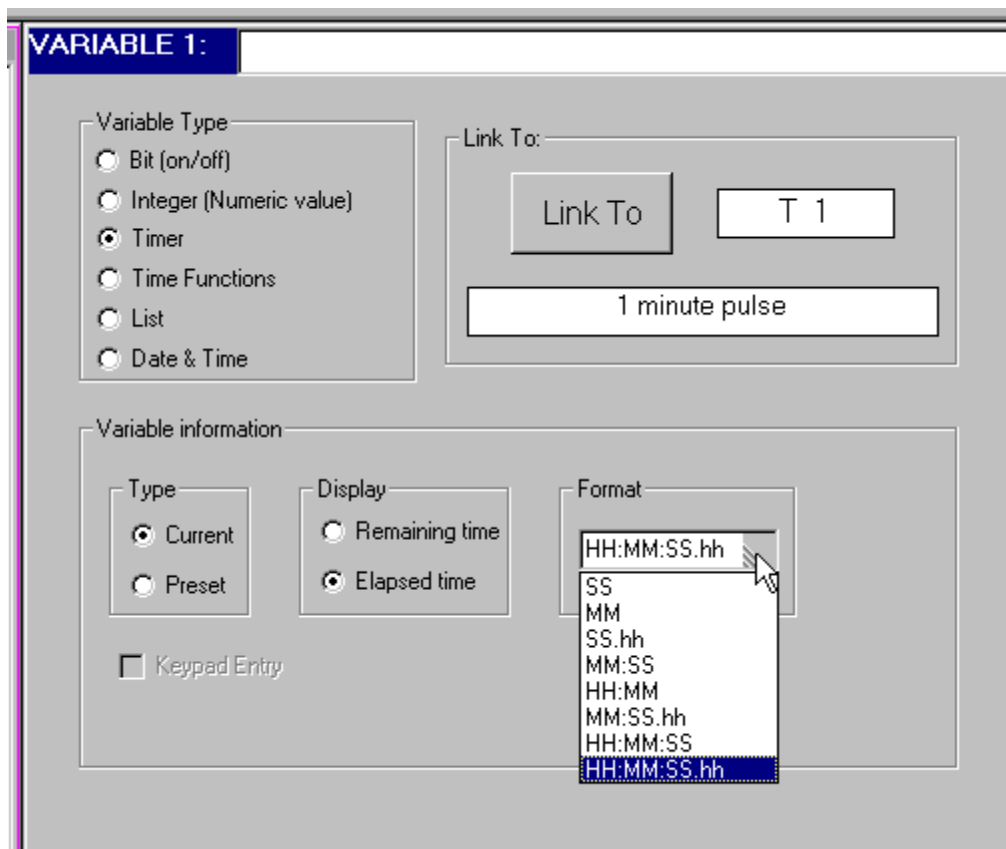 VARIABLE 1:
Variable Type
Bit (on/off)
Integer (Numeric value)
Timer
Time Functions
List
Date & Time
Link To:
Link To
T 1
1 minute pulse
Variable information
Type
Current
Preset
Display
Remaining time
Elapsed time
Format
HH:MM:SS.hh
SS
MM
SS.hh
MM:SS
HH:MM
MM:SS.hh
HH:MM:SS
HH:MM:SS.hh
Keypad Entry